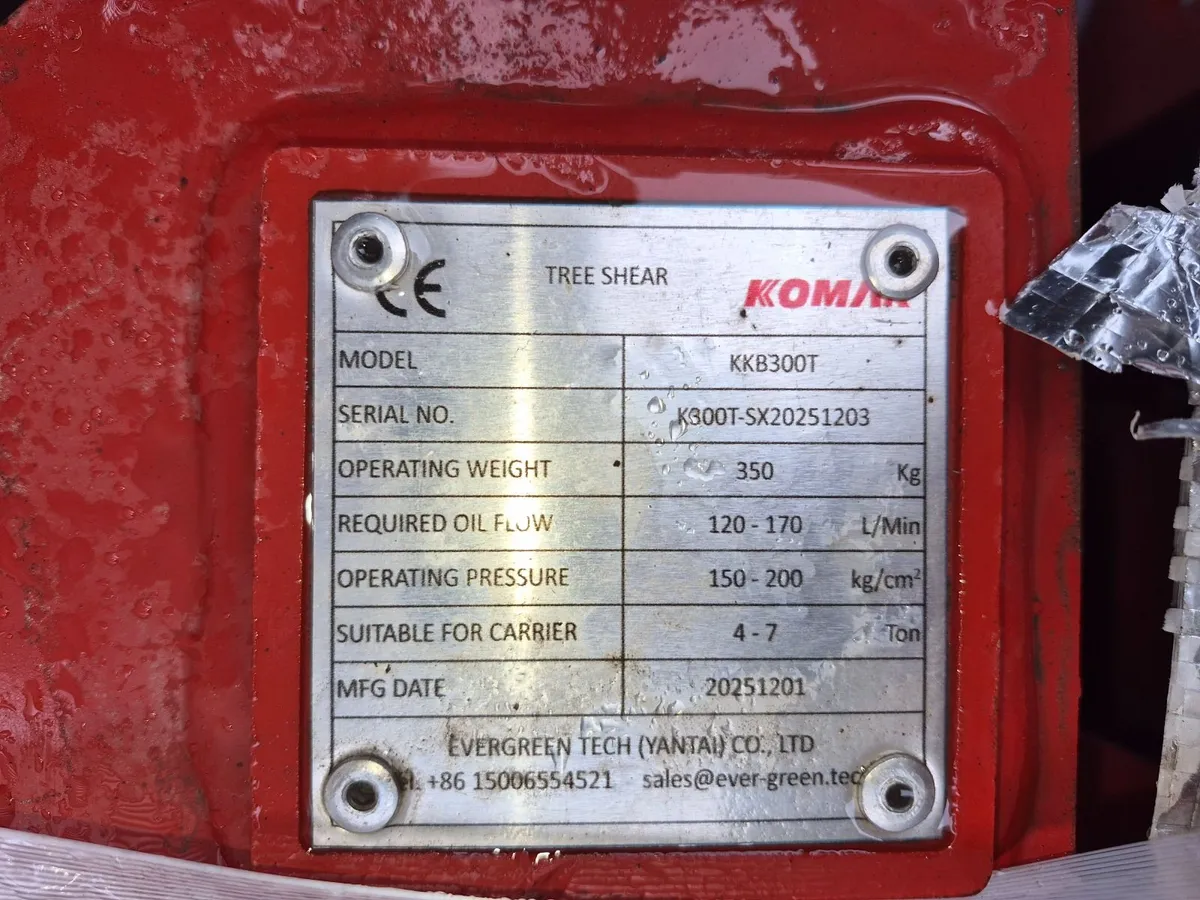 CE TREE SHEAR
MODEL KKB300T
SERIAL NO. K300T-SX20251203
OPERATING WEIGHT 350 Kg
REQUIRED OIL FLOW 120 - 170 L/Min
OPERATING PRESSURE 150 - 200 kg/cm²
SUITABLE FOR CARRIER 4 - 7 Ton
MFG DATE 20251201
EVERGREEN TECH (YANTAI) CO., LTD
+86 15006554521